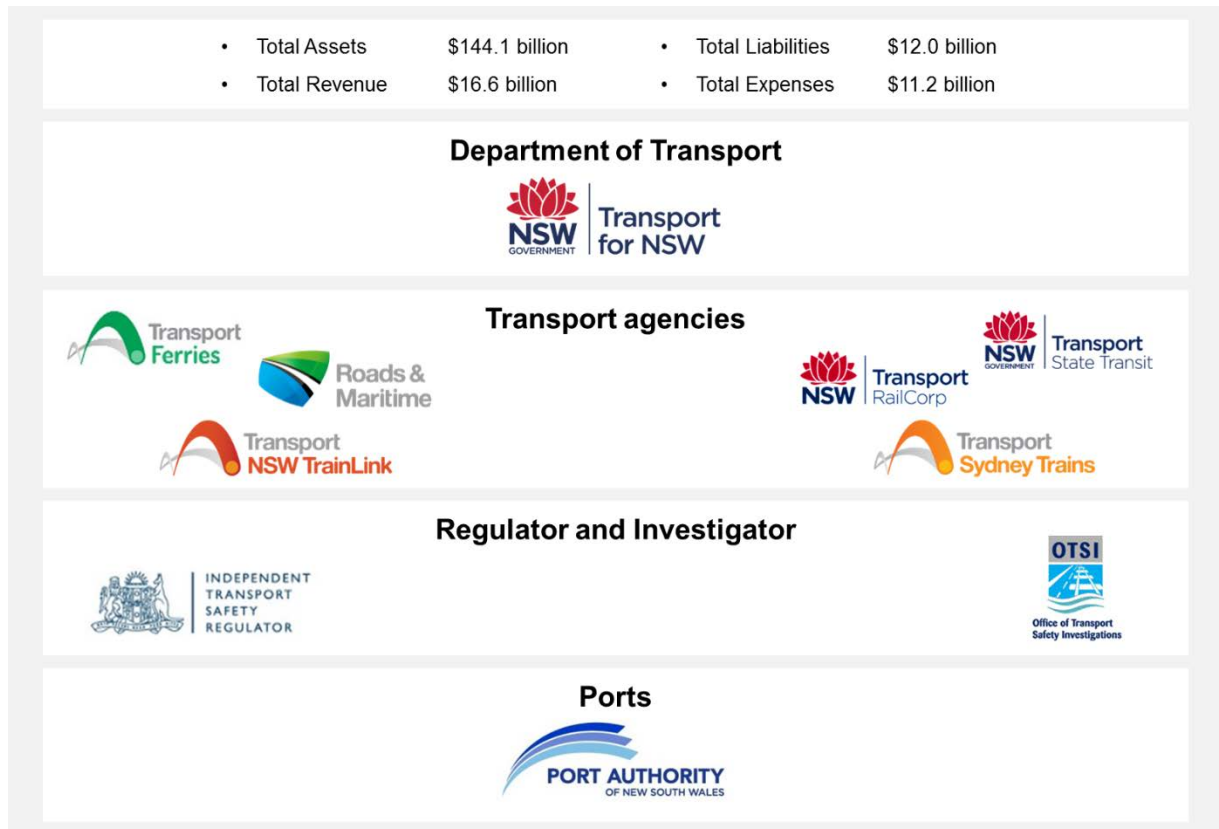 • Total Assets $144.1 billion • Total Liabilities $12.0 billion
• Total Revenue $16.6 billion • Total Expenses $11.2 billion
Department of Transport
NSW
GOVERNMENT
Transport
for NSW
Transport agencies
Transport
Ferries
Roads &
Maritime
Transport
NSW TrainLink
NSW
GOVERNMENT
Transport
State Transit
NSW
Transport
RailCorp
Transport
Sydney Trains
Regulator and Investigator
INDEPENDENT
TRANSPORT
SAFETY
REGULATOR
OTSI
Office of Transport
Safety Investigations
Ports
PORT AUTHORITY
OF NEW SOUTH WALES